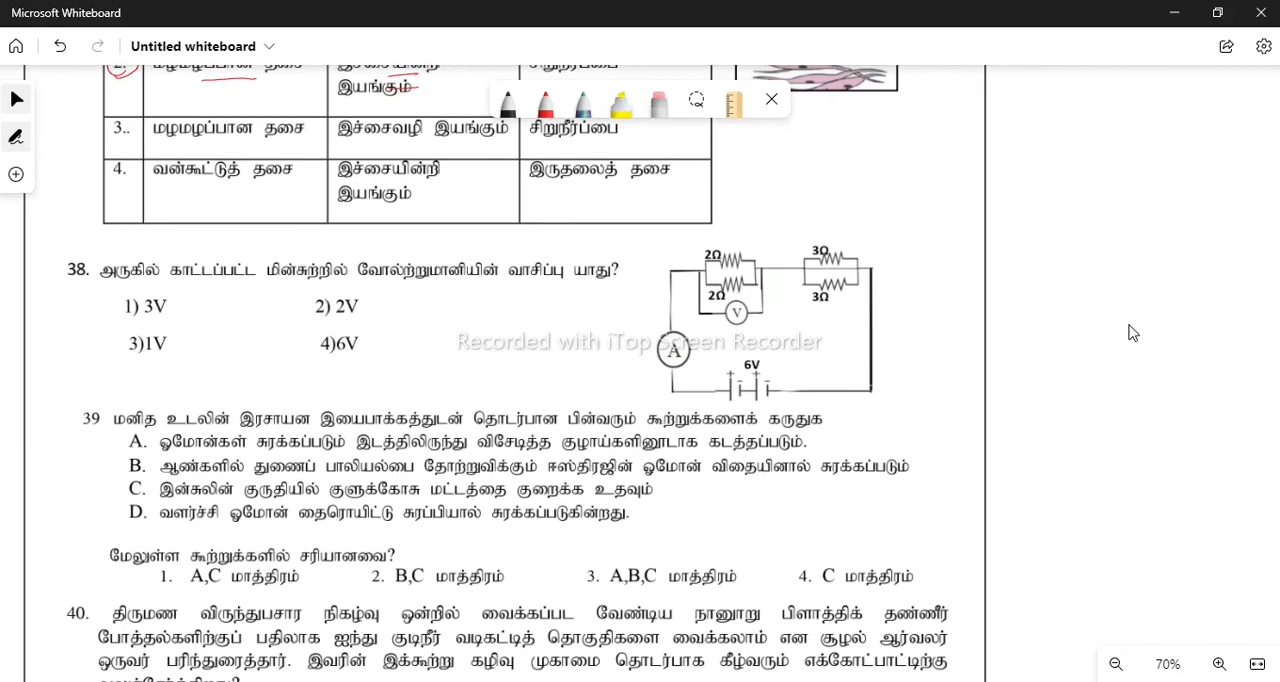 Microsoft Whiteboard
Untitled whiteboard
இயங்கும்
3.. மழமழப்பான தசை இச்சைவழி இயங்கும் சிறுநீர்ப்பை
4. வன்கூட்டுத் தசை இச்சையின்றி இயங்கும் இருதலைத் தசை
38. அருகில் காட்டப்பட்ட மின்சுற்றில் வோல்ற்றுமானியின் வாசிப்பு யாது?
1) 3V 2) 2V
3)1V 4)6V
2Ω 3Ω
2Ω 3Ω
V
A
6V
Recorded with iTop Screen Recorder
39 மனித உடலின் இரசாயன இயைபாக்கத்துடன் தொடர்பான பின்வரும் கூற்றுக்களைக் கருதுக
A. ஓமோன்கள் சுரக்கப்படும் இடத்திலிருந்து விசேடித்த குழாய்களினூடாக கடத்தப்படும்.
B. ஆண்களில் துணைப் பாலியல்பை தோற்றுவிக்கும் ஈஸ்திரஜின் ஓமோன் விதையினால் சுரக்கப்படும்
C. இன்சுலின் குருதியில் குளுக்கோசு மட்டத்தை குறைக்க உதவும்
D. வளர்ச்சி ஓமோன் தைரொயிட்டு சுரப்பியால் சுரக்கப்படுகின்றது.
மேலுள்ள கூற்றுக்களில் சரியானவை?
1. A,C மாத்திரம் 2. B,C மாத்திரம் 3. A,B,C மாத்திரம் 4. C மாத்திரம்
40. திருமண விருந்துபசார நிகழ்வு ஒன்றில் வைக்கப்பட வேண்டிய நானூறு பிளாத்திக் தண்ணீர்
போத்தல்களிற்குப் பதிலாக ஐந்து குடிநீர் வடிகட்டித் தொகுதிகளை வைக்கலாம் என சூழல் ஆர்வலர்
ஒருவர் பரிந்துரைத்தார். இவரின் இக்கூற்று கழிவு முகாமை தொடர்பாக கீழ்வரும் எக்கோட்பாட்டிற்கு
70%